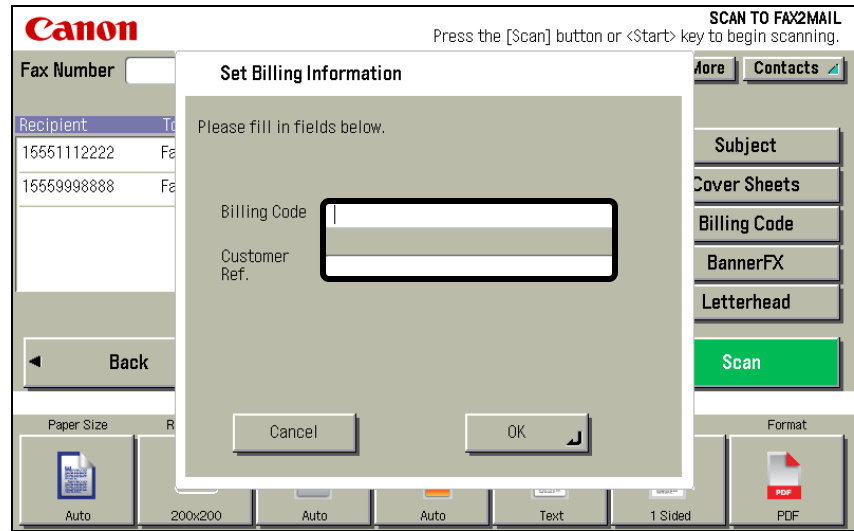 Canon
SCAN TO FAX2MAIL
Press the [Scan] button or <Start> key to begin scanning.
Fax Number
More
Contacts
Set Billing Information
Please fill in fields below.
Billing Code
Customer
Ref.
Cancel
OK
Recipient
15551112222 Fa
15559998888 Fa
Subject
Cover Sheets
Billing Code
BannerFX
Letterhead
Back
Scan
Paper Size
Format
Auto
200x200
Auto
Auto
Text
1 Sided
PDF
PDF